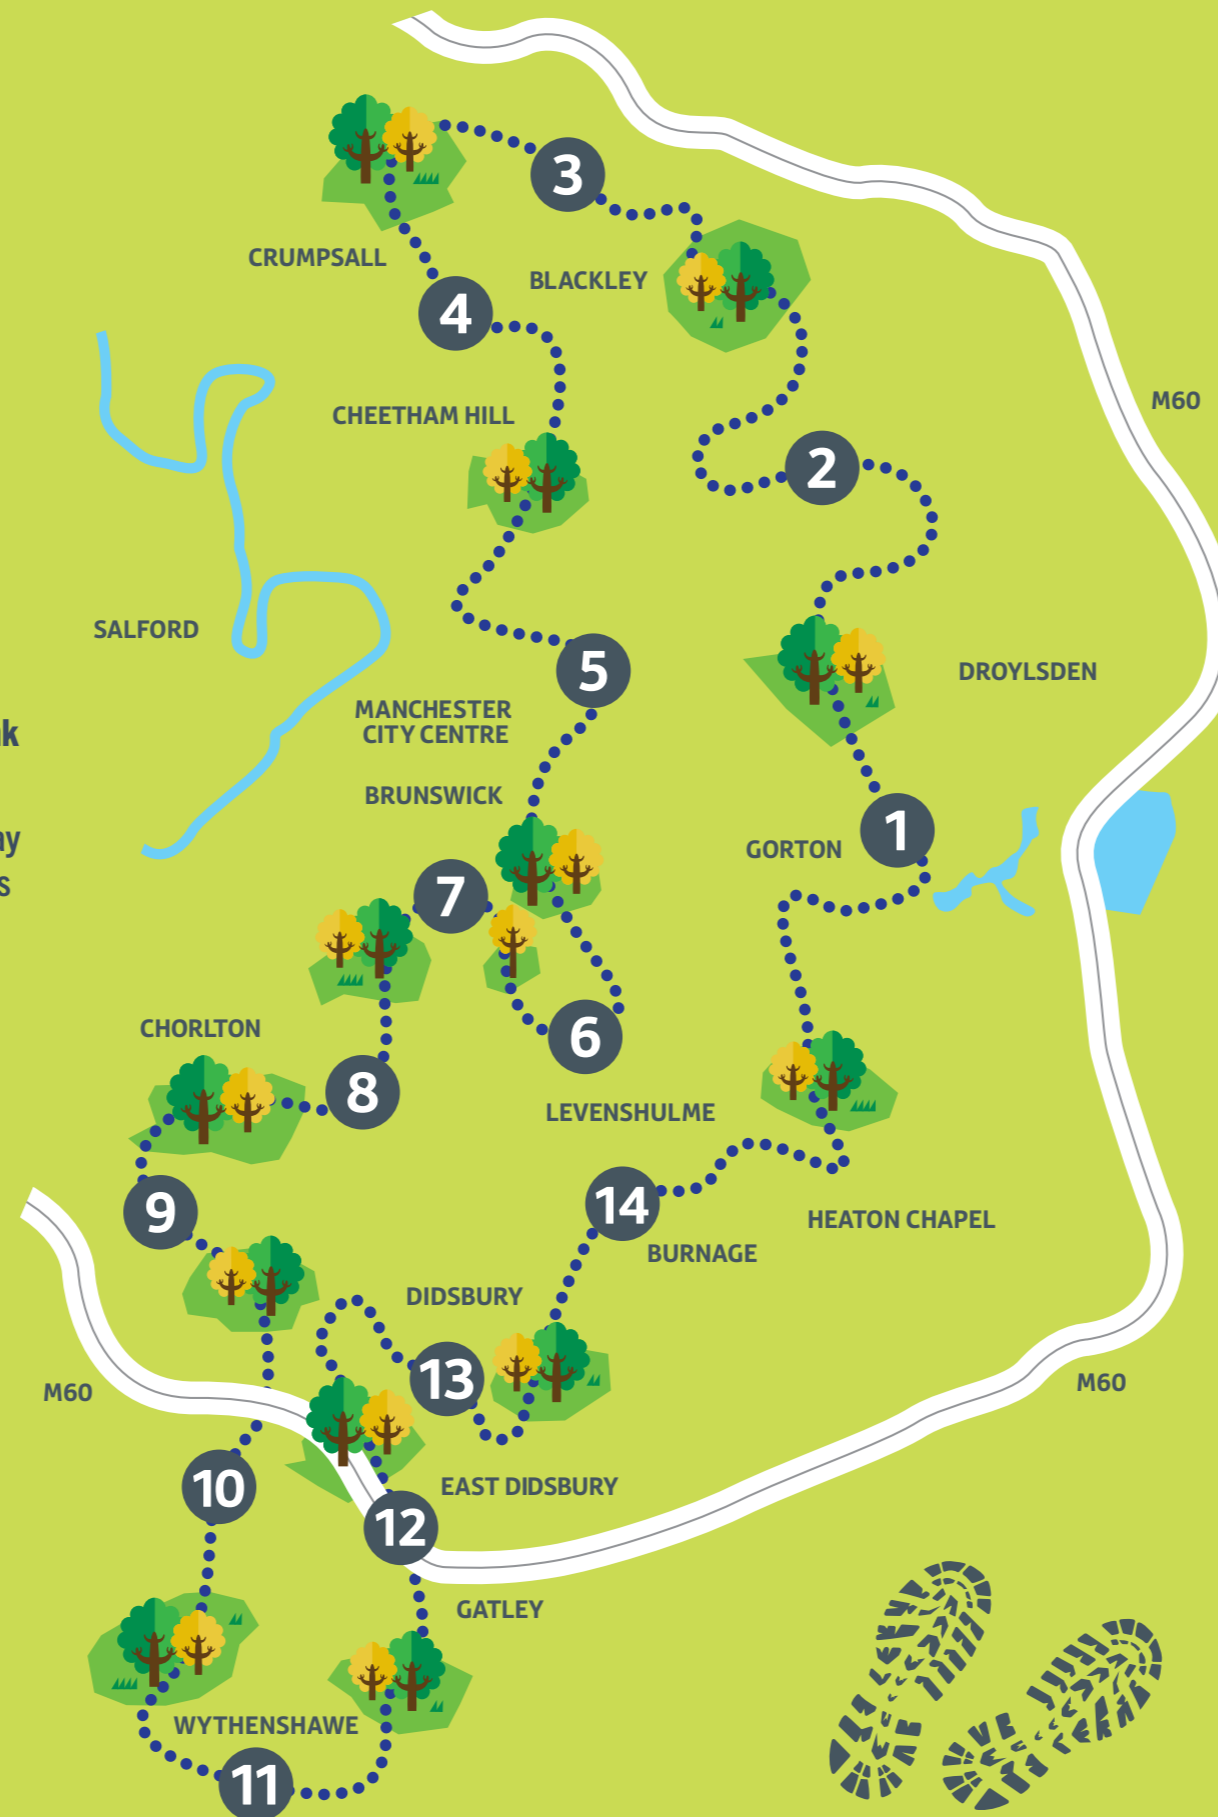 3
CRUMPSALL
BLACKLEY
4
M60
CHEETHAM HILL
2
SALFORD
5
DROYLSDEN
MANCHESTER
CITY CENTRE
BRUNSWICK
1
GORTON
7
CHORLTON
6
8
LEVENSHULME
14
9
HEATON CHAPEL
BURNAGE
DIDSBURY
13
M60
M60
10
EAST DIDSBURY
12
GATLEY
WYTHENSHAWE
11